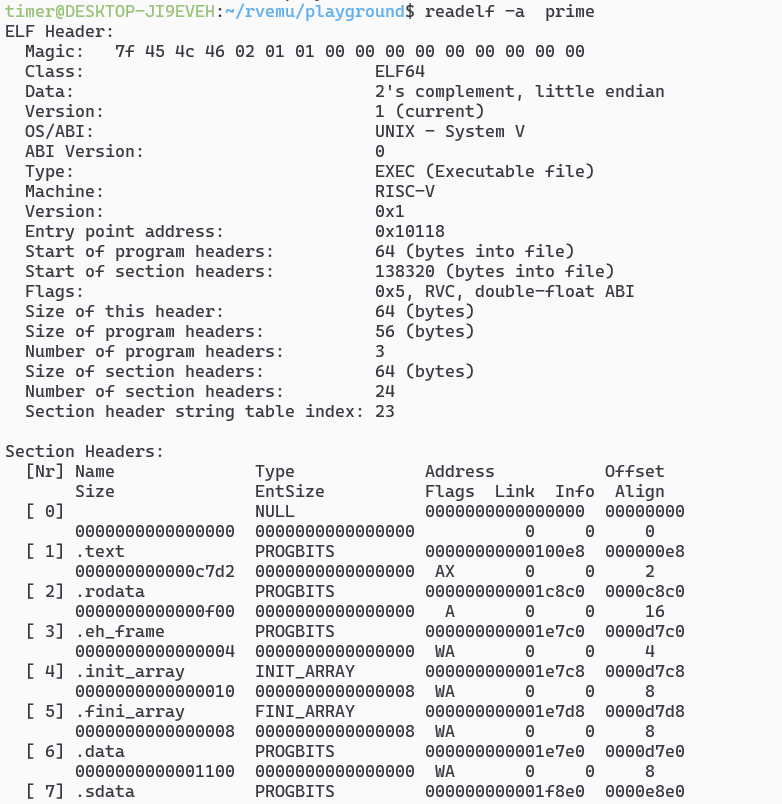 timer@DESKTOP-JI9EVEH:~/rvemu/playground$ readelf -a  prime
ELF Header:
  Magic:   7f 45 4c 46 02 01 01 00 00 00 00 00 00 00 00 00
  Class:                             ELF64
  Data:                              2's complement, little endian
  Version:                           1 (current)
  OS/ABI:                            UNIX - System V
  ABI Version:                       0
  Type:                              EXEC (Executable file)
  Machine:                           RISC-V
  Version:                           0x1
  Entry point address:               0x10118
  Start of program headers:          64 (bytes into file)
  Start of section headers:          138320 (bytes into file)
  Flags:                             0x5, RVC, double-float ABI
  Size of this header:               64 (bytes)
  Size of program headers:           56 (bytes)
  Number of program headers:         3
  Size of section headers:           64 (bytes)
  Number of section headers:         24
  Section header string table index: 23

Section Headers:
  [Nr] Name              Type             Address           Offset
       Size              EntSize          Flags  Link  Info  Align
  [ 0]                   NULL             0000000000000000  00000000
       0000000000000000  0000000000000000           0     0     0
  [ 1] .text             PROGBITS         00000000000100e8  000000e8
       000000000000c7d2  0000000000000000  AX       0     0     2
  [ 2] .rodata           PROGBITS         000000000001c8c0  0000c8c0
       0000000000000f00  0000000000000000   A       0     0     16
  [ 3] .eh_frame         PROGBITS         000000000001e7c0  0000d7c0
       0000000000000004  0000000000000000  WA       0     0     4
  [ 4] .init_array       INIT_ARRAY       000000000001e7c8  0000d7c8
       0000000000000010  0000000000000008  WA       0     0     8
  [ 5] .fini_array       FINI_ARRAY       000000000001e7d8  0000d7d8
       0000000000000008  0000000000000008  WA       0     0     8
  [ 6] .data             PROGBITS         000000000001e7e0  0000d7e0
       0000000000001100  0000000000000000  WA       0     0     8
  [ 7] .sdata            PROGBITS         000000000001f8e0  0000e8e0